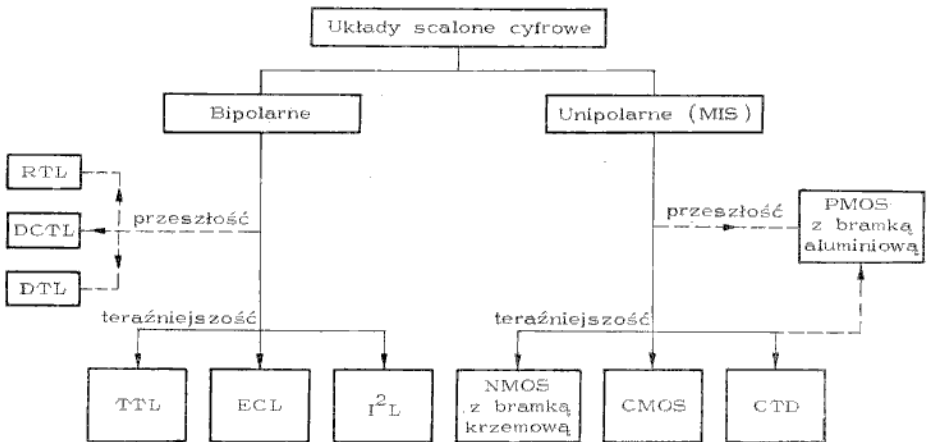 Układy scalone cyfrowe
Bipolarne
Unipolarne (MIS)
RTL
DCTL
DTL
przeszłość
przeszłość
PMOS
z bramką
aluminiową
teraźniejszość
teraźniejszość
TTL
ECL
I²L
NMOS
z bramką
krzemową
CMOS
CTD